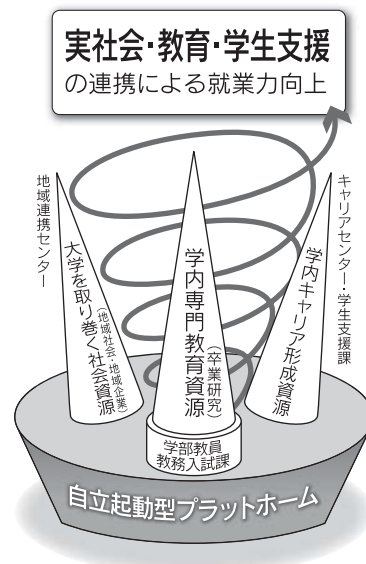 実社会・教育・学生支援
の連携による就業力向上
地域連携センター
大学を取り巻く社会資源
(地域社会・地域企業)
学内専門教育資源
(卒業研究)
学内キャリア形成資源
キャリアセンター・学生支援課
学部教員
教務入試課
自立起動型プラットホーム